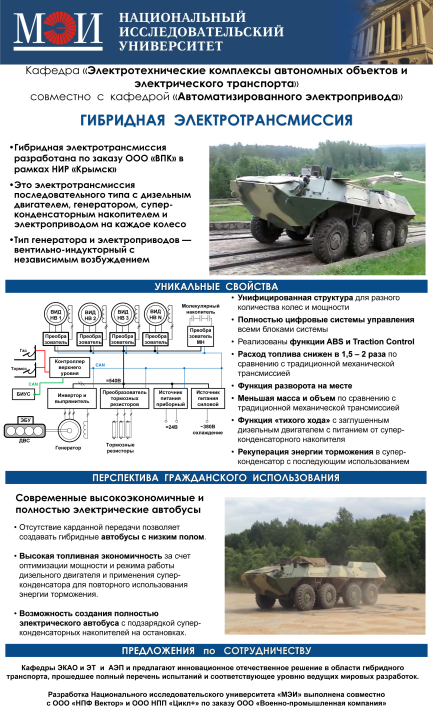 МЭИ
НАЦИОНАЛЬНЫЙ
ИССЛЕДОВАТЕЛЬСКИЙ
УНИВЕРСИТЕТ
Кафедра «Электротехнические комплексы автономных объектов и
электрического транспорта»
совместно с кафедрой «Автоматизированного электропривода»
ГИБРИДНАЯ ЭЛЕКТРОТРАНСМИССИЯ
•Гибридная электротрансмиссия
разработана по заказу ООО «ВПК» в
рамках НИР «Крымск»
•Это электротрансмиссия
последовательного типа с дизельным
двигателем, генератором, супер-
конденсаторным накопителем и
электроприводом на каждое колесо
•Тип генератора и электроприводов —
вентильно-индукторный с
независимым возбуждением
УНИКАЛЬНЫЕ СВОЙСТВА
ВИД НВ 1
ВИД НВ 2
ВИД НВ 3
ВИД НВ N
Молекулярный
накопитель
Преобра
зователь
Преобра
зователь
Преобра
зователь
Преобра
зователь
Преобра
зователь
МН
Газ
Тормоз
Контроллер
верхнего
уровня
CAN
CAN
БИУС
≈540В
Инвертор и
выпрямитель
Преобразователь
тормозных
резисторов
Источник
питания
приборный
Источник
питания
силовой
ЭБУ
ДВС
Генератор
Тормозные
резисторы
=24В
~380В
охлаждение
• Унифицированная структура для разного
количества колес и мощности
• Полностью цифровые системы управления
всеми блоками системы
• Реализованы функции ABS и Traction Control
• Расход топлива снижен в 1,5 – 2 раза по
сравнению с традиционной механической
трансмиссией
• Функция разворота на месте
• Меньшая масса и объем по сравнению с
традиционной механической трансмиссией
• Функция «тихого хода» с заглушенным
дизельным двигателем с питанием от супер-
конденсаторного накопителя
• Рекуперация энергии торможения в супер-
конденсатор с последующим использованием
ПЕРСПЕКТИВА ГРАЖДАНСКОГО ИСПОЛЬЗОВАНИЯ
Современные высокоэкономичные и
полностью электрические автобусы
• Отсутствие карданной передачи позволяет
создавать гибридные автобусы с низким полом.
• Высокая топливная экономичность за счет
оптимизации мощности и режима работы
дизельного двигателя и применения супер-
конденсатора для повторного использования
энергии торможения.
• Возможность создания полностью
электрического автобуса с подзарядкой супер-
конденсаторных накопителей на остановках.
ПРЕДЛОЖЕНИЯ по СОТРУДНИЧЕСТВУ
Кафедры ЭКАО и ЭТ и АЭП и предлагают инновационное отечественное решение в области гибридного
транспорта, прошедшее полный перечень испытаний и соответствующее уровню ведущих мировых разработок.
Разработка Национального исследовательского университета «МЭИ» выполнена совместно
с ООО «НПФ Вектор» и ООО НПП «Цикл+» по заказу ООО «Военно-промышленная компания»